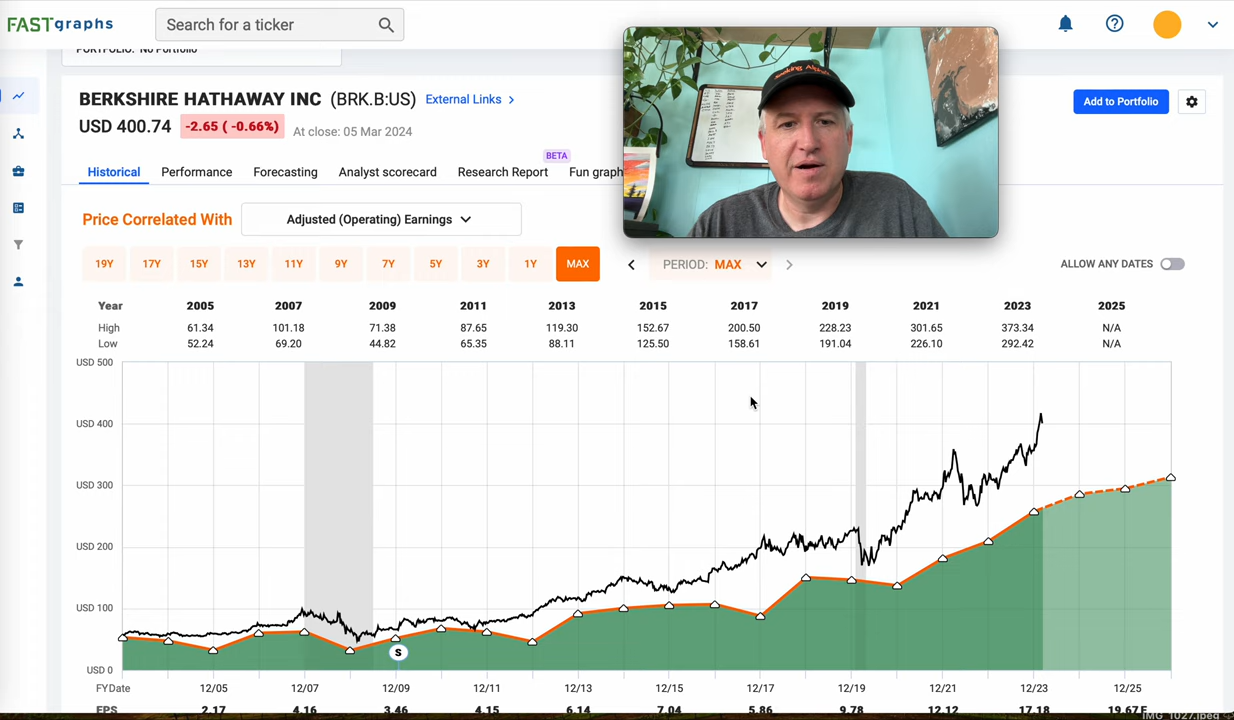 FAST graphs
Search for a ticker
PORTFOLIO: No Portfolio
BERKSHIRE HATHAWAY INC (BRK.B:US) External Links
Add to Portfolio
USD 400.74 -2.65 ( -0.66%) At close: 05 Mar 2024
BETA
Historical Performance Forecasting Analyst scorecard Research Report Fun graph
Seeking Alpha
Price Correlated With Adjusted (Operating) Earnings
19Y 17Y 15Y 13Y 11Y 9Y 7Y 5Y 3Y 1Y MAX PERIOD: MAX ALLOW ANY DATES
Year 2005 2007 2009 2011 2013 2015 2017 2019 2021 2023 2025
High 61.34 101.18 71.38 87.65 119.30 152.67 200.50 228.23 301.65 373.34 N/A
Low 52.24 69.20 44.82 65.35 88.11 125.50 158.61 191.04 226.10 292.42 N/A
USD 500
USD 400
USD 300
USD 200
USD 100
S
USD 0
FYDate 12/05 12/07 12/09 12/11 12/13 12/15 12/17 12/19 12/21 12/23 12/25
EPS 2.17 4.16 3.46 4.15 6.14 7.04 5.86 9.78 12.12 17.18 19.67E
IMG_1027.jpeg